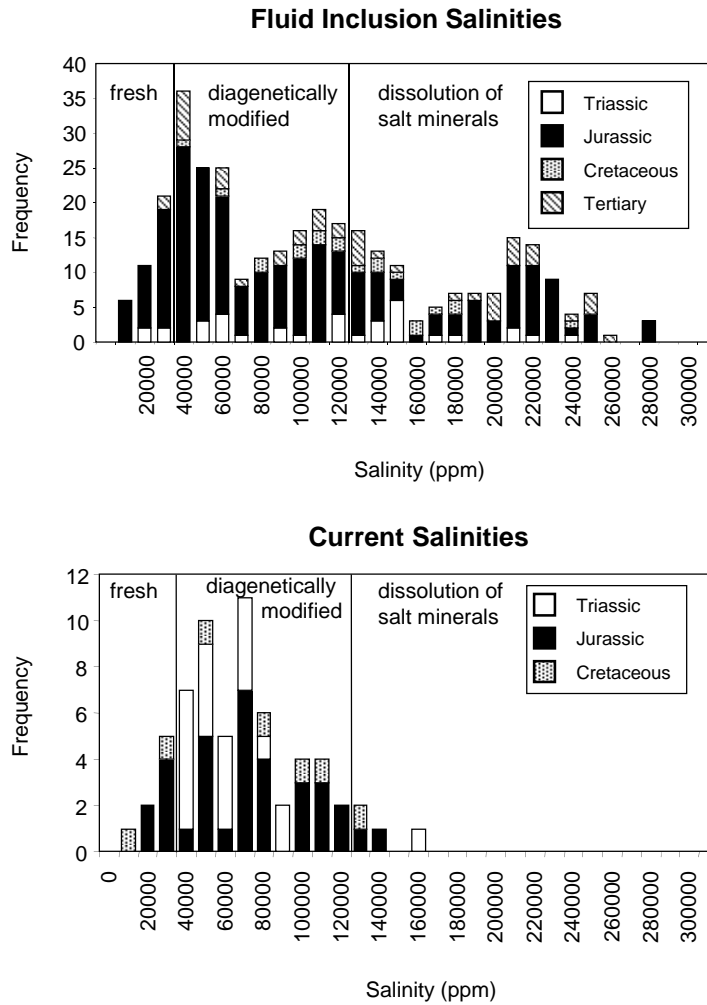 Fluid Inclusion Salinities
40
35
30
25
20
15
10
5
0
Frequency
fresh
diagenetically
modified
dissolution of
salt minerals
Triassic
Jurassic
Cretaceous
Tertiary
20000
40000
60000
80000
100000
120000
140000
160000
180000
200000
220000
240000
260000
280000
300000
Salinity (ppm)
Current Salinities
12
10
8
6
4
2
0
Frequency
fresh
diagenetically
modified
dissolution of
salt minerals
Triassic
Jurassic
Cretaceous
0
20000
40000
60000
80000
100000
120000
140000
160000
180000
200000
220000
240000
260000
280000
300000
Salinity (ppm)